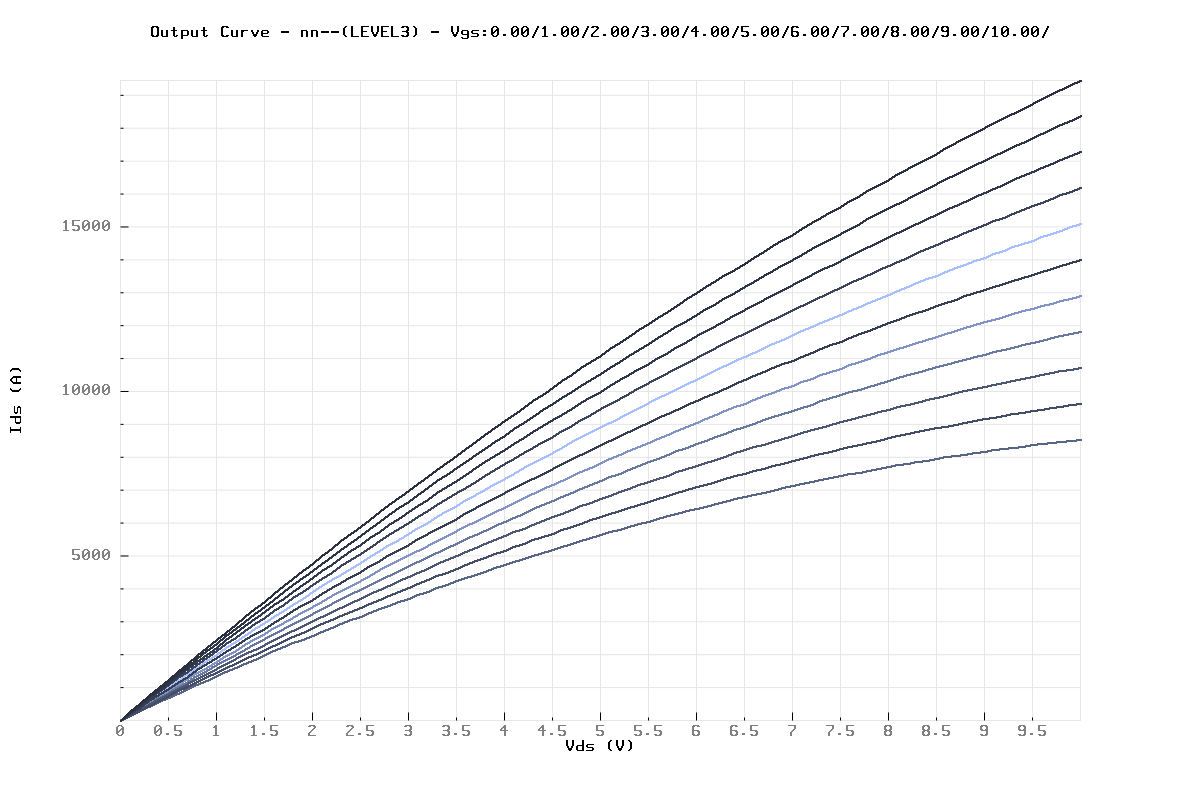 Output Curve - nn--(LEVEL3) - Vgs:0.00/1.00/2.00/3.00/4.00/5.00/6.00/7.00/8.00/9.00/10.00/
15000
10000
5000
Ids (A)
0 0.5 1 1.5 2 2.5 3 3.5 4 4.5 5 5.5 6 6.5 7 7.5 8 8.5 9 9.5
Vds (V)